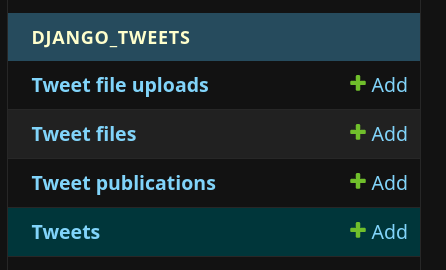 DJANGO_TWEETS
Tweet file uploads Add
Tweet files Add
Tweet publications Add
Tweets Add